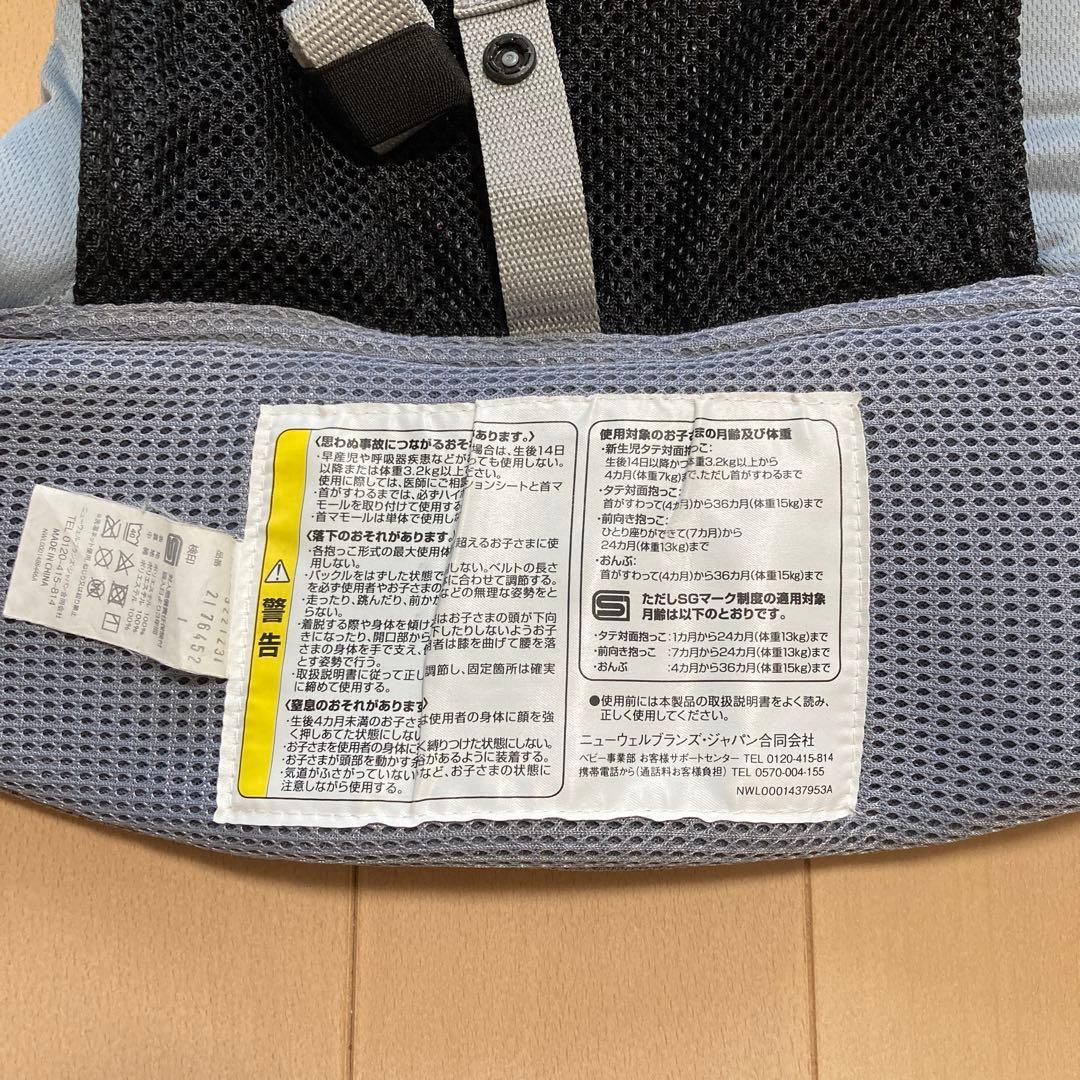 〈思わぬ事故につながるおそ あります。〉
・早産児や呼吸器疾患などが 場合は、生後14日
以降または体重3.2kg以上 ても使用しない。
使用に際しては、医師にご相
・首がすわるまでは、必ずハイ ションシートと首マ
モールを取り付けて使用する
・首マモールは単体で使用し
〈落下のおそれがあります。
・各抱っこ形式の最大使用体 超えるお子さまに使
用しない。
・バックルをはずした状態で しない。ベルトの長さ
を必ず使用者やお子さまの に合わせて調節する。
・走ったり、跳んだり、前か などの無理な姿勢をと
らない。
・着脱する際や身体を傾ける はお子さまの頭が下向
きになったり、開口部から 下したりしないようお子
さまの身体を手で支え、 者は膝を曲げて腰を落
とす姿勢で行う。
・取扱説明書に従って正し 調節し、固定箇所は確実
に締めて使用する。
〈窒息のおそれがあります〉
・生後4カ月未満のお子さ は使用者の身体に顔を強
く押しあてた状態にしない
・お子さまを使用者の身体に く縛りつけた状態にしない。
・お子さまが頭部を動かす があるように装着する。
・気道がふさがっていない など、お子さまの状態に
注意しながら使用する。
警告
使用対象のお子さまの月齢及び体重
・新生児タテ対面抱っこ:
生後14日以降かつ体重3.2kg以上から
4カ月(体重7kg)まで、ただし首がすわるまで
・タテ対面抱っこ:
首がすわって(4カ月)から36カ月(体重15kg)まで
・前向き抱っこ:
ひとり座りができて(7カ月)から
24カ月(体重13kg)まで
・おんぶ:
首がすわって(4カ月)から36カ月(体重15kg)まで
ただしSGマーク制度の適用対象
月齢は以下のとおりです。
・タテ対面抱っこ:1カ月から24カ月(体重13kg)まで
・前向き抱っこ :7カ月から24カ月(体重13kg)まで
・おんぶ :4カ月から36カ月(体重15kg)まで
●使用前には本製品の取扱説明書をよく読み、
正しく使用してください。
ニューウェルブランズ・ジャパン合同会社
ベビー事業部 お客様サポートセンター TEL 0120-415-814
携帯電話から(通話料お客様負担) TEL 0570-004-155
NWL0001437953A
検印
ニューウェルブランズ・ジャパン合同会社
TEL.0120-415-814
MADE IN CHINA
2176452